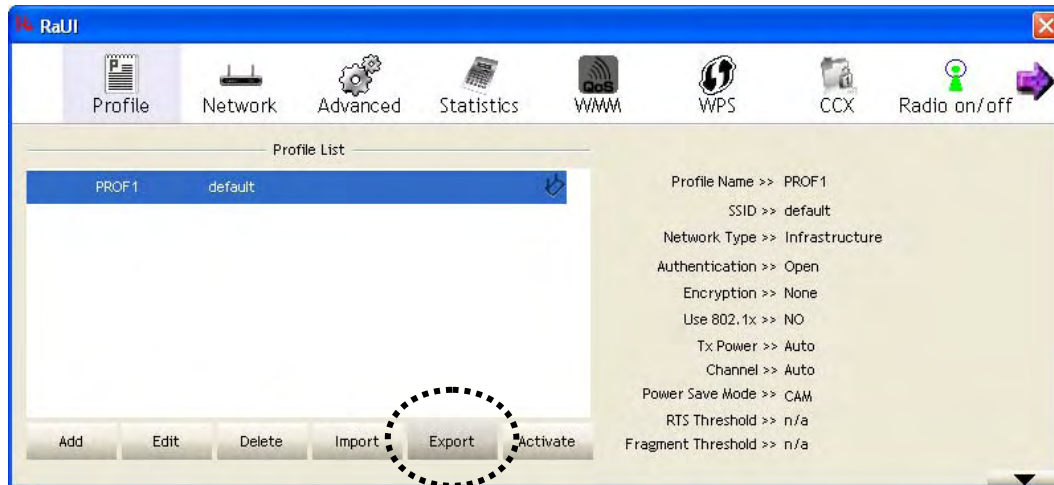 RaUI
Profile Network Advanced Statistics QoS WMM WPS CCX Radio on/off
Profile List
PROF1 default
Profile Name >> PROF1
SSID >> default
Network Type >> Infrastructure
Authentication >> Open
Encryption >> None
Use 802.1x >> NO
Tx Power >> Auto
Channel >> Auto
Power Save Mode >> CAM
RTS Threshold >> n/a
Fragment Threshold >> n/a
Add Edit Delete Import Export Activate